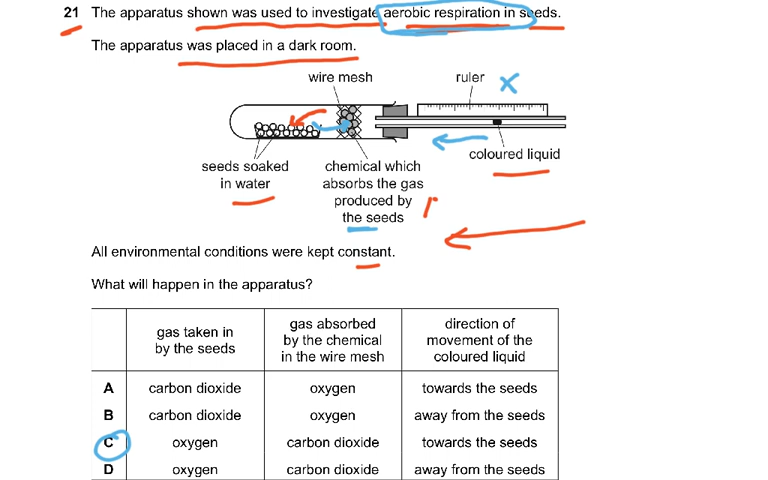 21 The apparatus shown was used to investigate aerobic respiration in seeds.
The apparatus was placed in a dark room.
wire mesh ruler
seeds soaked
in water
chemical which
absorbs the gas
produced by
the seeds
coloured liquid
All environmental conditions were kept constant.
What will happen in the apparatus?
gas taken in
by the seeds
gas absorbed
by the chemical
in the wire mesh
direction of
movement of the
coloured liquid
A carbon dioxide oxygen towards the seeds
B carbon dioxide oxygen away from the seeds
C oxygen carbon dioxide towards the seeds
D oxygen carbon dioxide away from the seeds